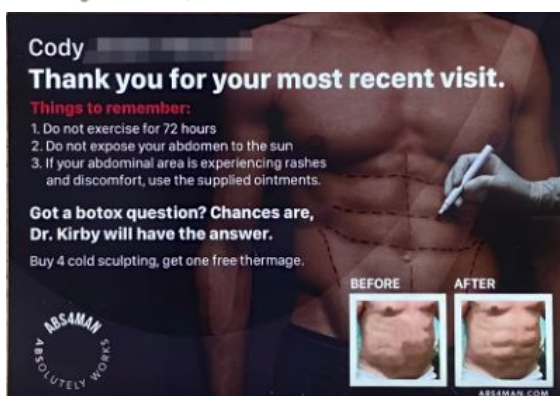 Cody
Thank you for your most recent visit.
Things to remember:
1. Do not exercise for 72 hours
2. Do not expose your abdomen to the sun
3. If your abdominal area is experiencing rashes
and discomfort, use the supplied ointments.
Got a botox question? Chances are,
Dr. Kirby will have the answer.
Buy 4 cold sculpting, get one free thermage.
BEFORE
AFTER
ABS4MAN
ABSOLUTELY WORKS
ABS4MAN.COM